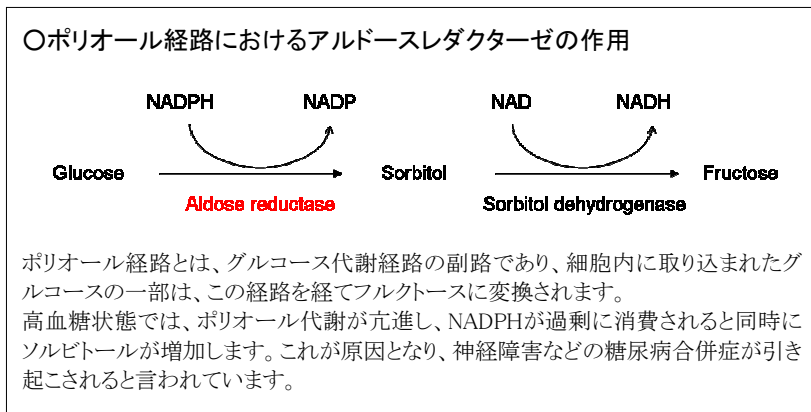 ○ポリオール経路におけるアルドースレダクターゼの作用
NADPH NADP NAD NADH
Glucose Sorbitol Fructose
Aldose reductase Sorbitol dehydrogenase
ポリオール経路とは、グルコース代謝経路の副路であり、細胞内に取り込まれたグ
ルコースの一部は、この経路を経てフルクトースに変換されます。
高血糖状態では、ポリオール代謝が亢進し、NADPHが過剰に消費されると同時に
ソルビトールが増加します。これが原因となり、神経障害などの糖尿病合併症が引き
起こされると言われています。